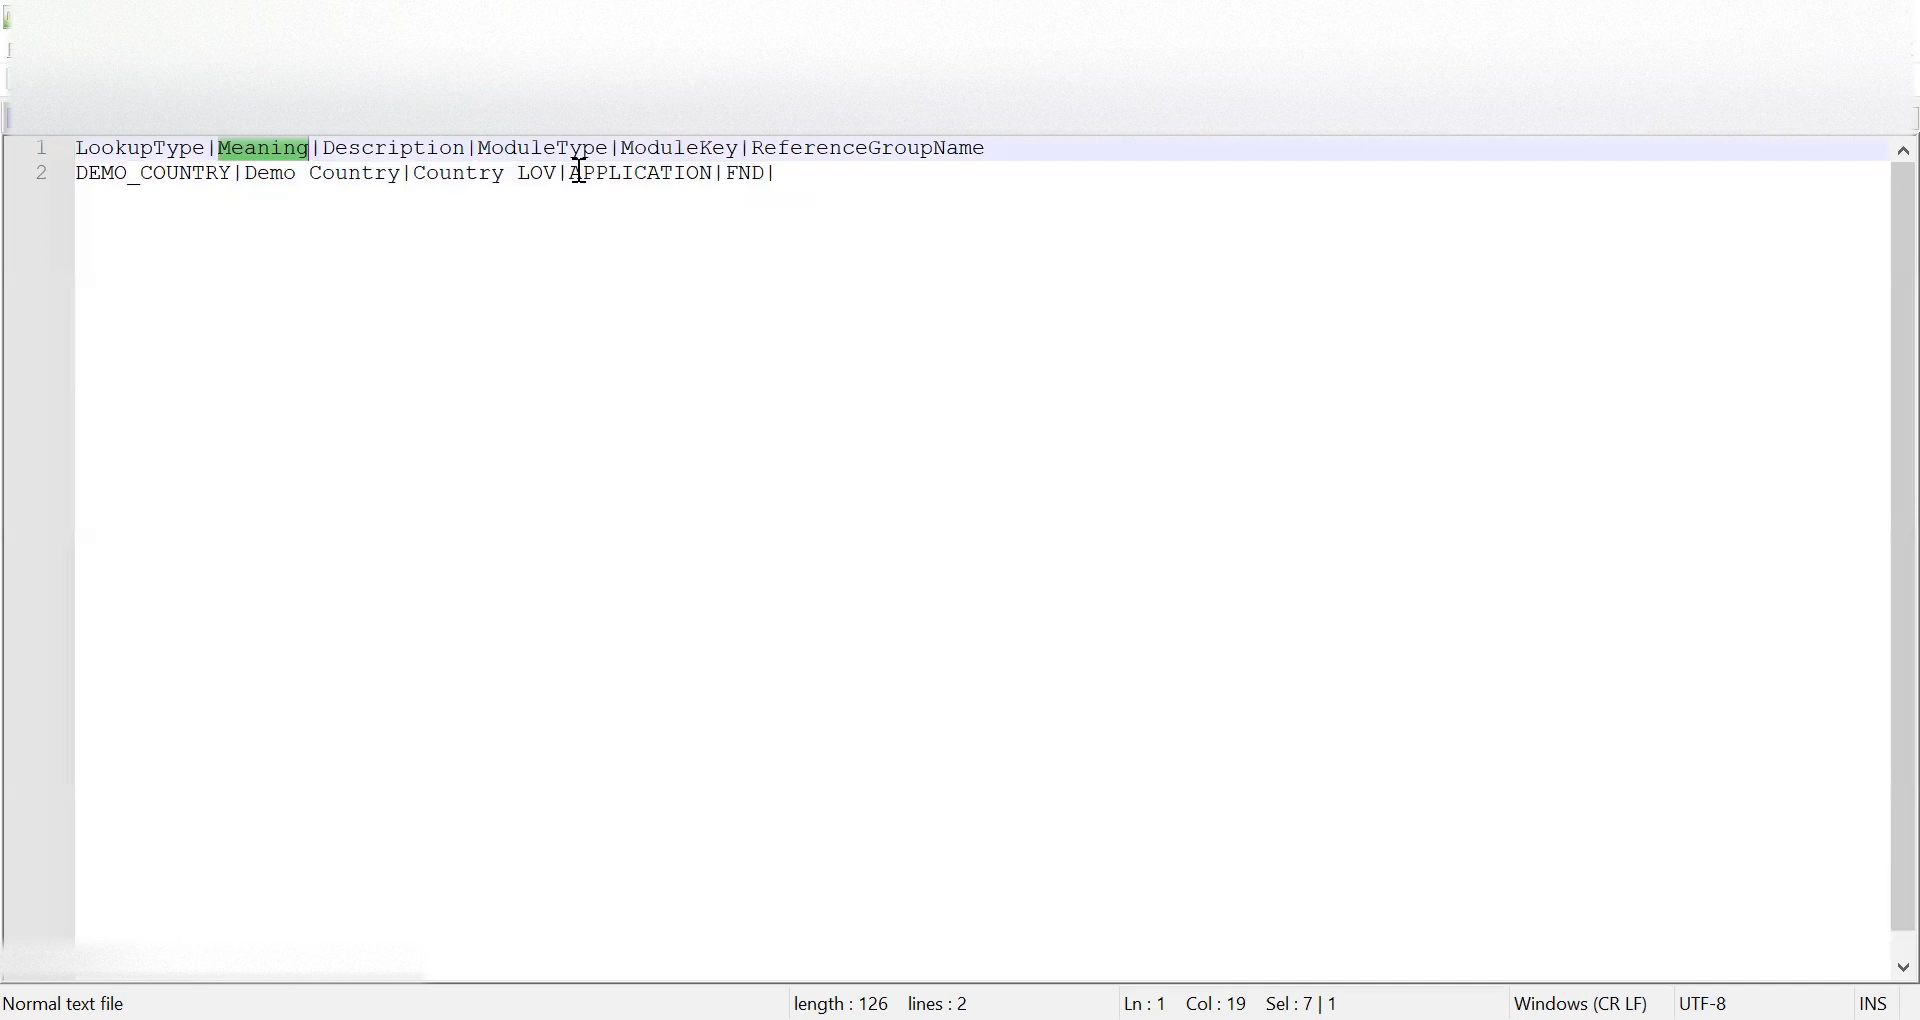 1 LookupType|Meaning|Description|ModuleType|ModuleKey|ReferenceGroupName
2 DEMO_COUNTRY|Demo Country|Country LOV|APPLICATION|FND|
Normal text file length : 126 lines : 2 Ln : 1 Col : 19 Sel : 7 | 1 Windows (CR LF) UTF-8 INS